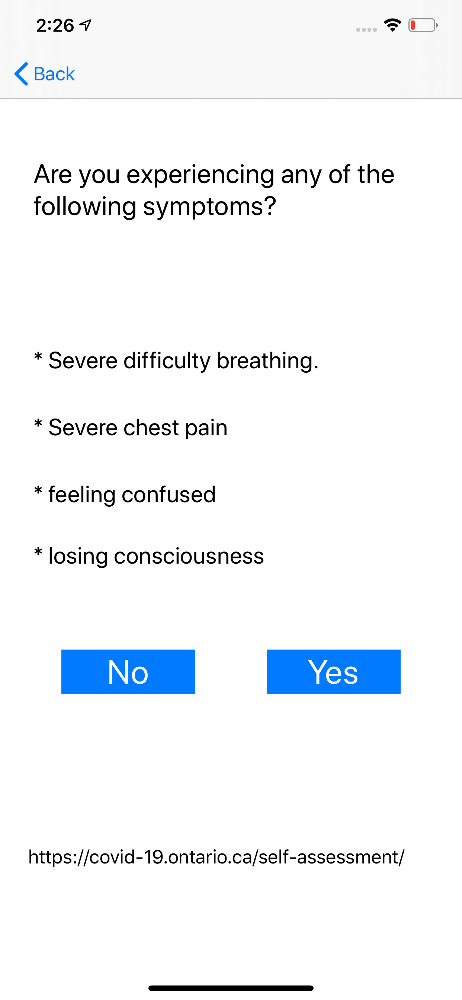 2:26
Back
Are you experiencing any of the
following symptoms?
* Severe difficulty breathing.
* Severe chest pain
* feeling confused
* losing consciousness
No
Yes
https://covid-19.ontario.ca/self-assessment/